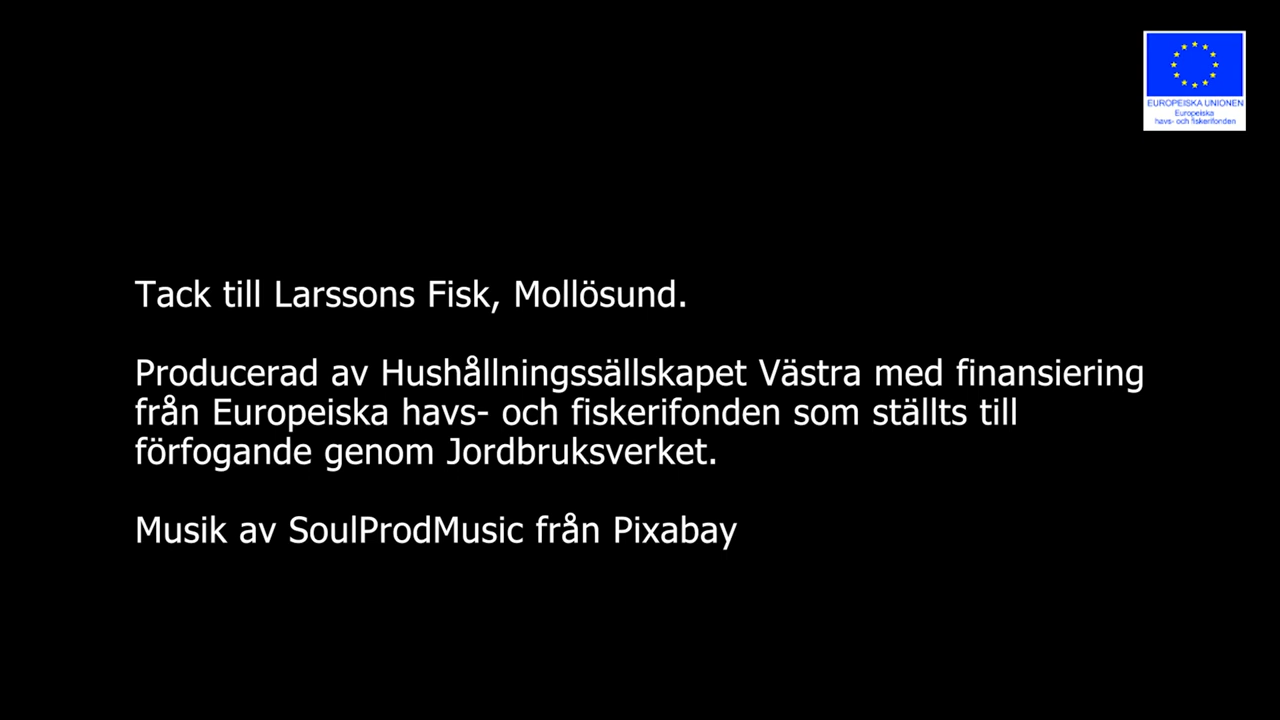 EUROPEISKA UNIONEN
Europeiska
havs- och fiskerifonden
Tack till Larssons Fisk, Mollösund.
Producerad av Hushållningssällskapet Västra med finansiering
från Europeiska havs- och fiskerifonden som ställts till
förfogande genom Jordbruksverket.
Musik av SoulProdMusic från Pixabay